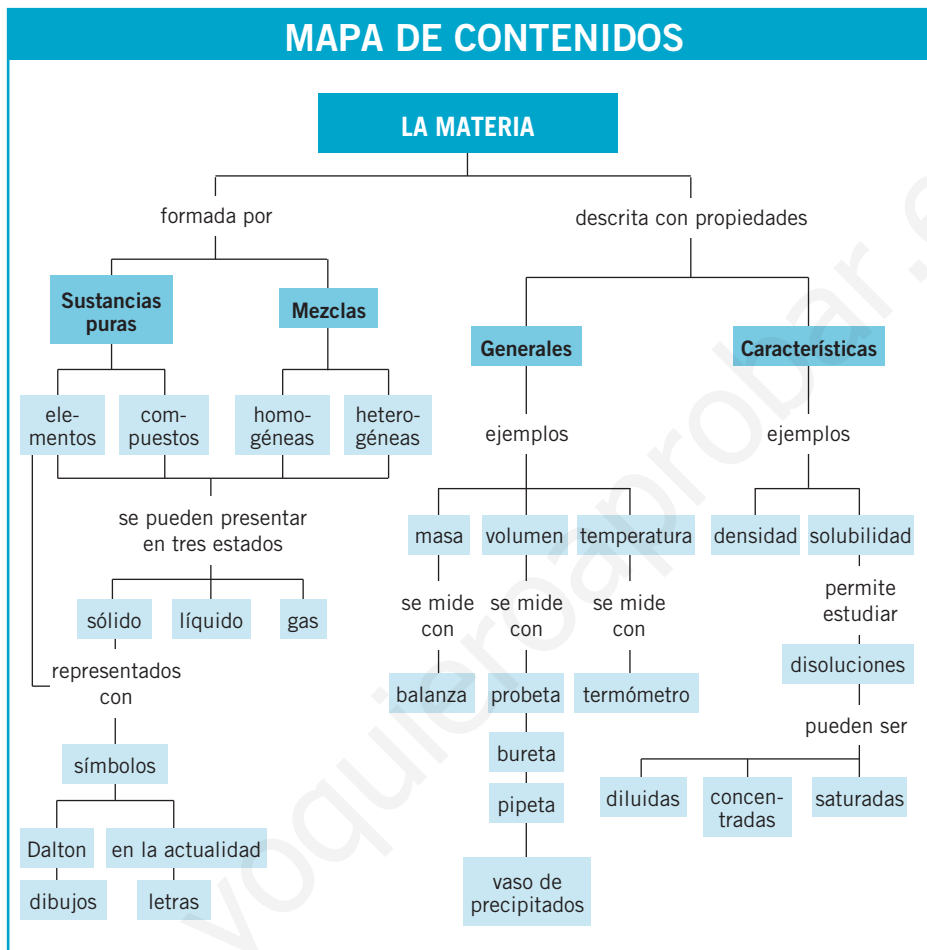 MAPA DE CONTENIDOS
LA MATERIA
formada por
descrita con propiedades
Sustancias
puras
Mezclas
Generales
Características
ele-
mentos
com-
puestos
homo-
géneas
hetero-
géneas
ejemplos
ejemplos
se pueden presentar
en tres estados
masa
volumen
temperatura
densidad
solubilidad
sólido
líquido
gas
se mide
con
se mide
con
se mide
con
permite
estudiar
representados
con
balanza
probeta
termómetro
disoluciones
símbolos
bureta
pueden ser
pipeta
diluidas
concen-
tradas
saturadas
Dalton
en la actualidad
dibujos
letras
vaso de
precipitados
yoquieroaprobar.e